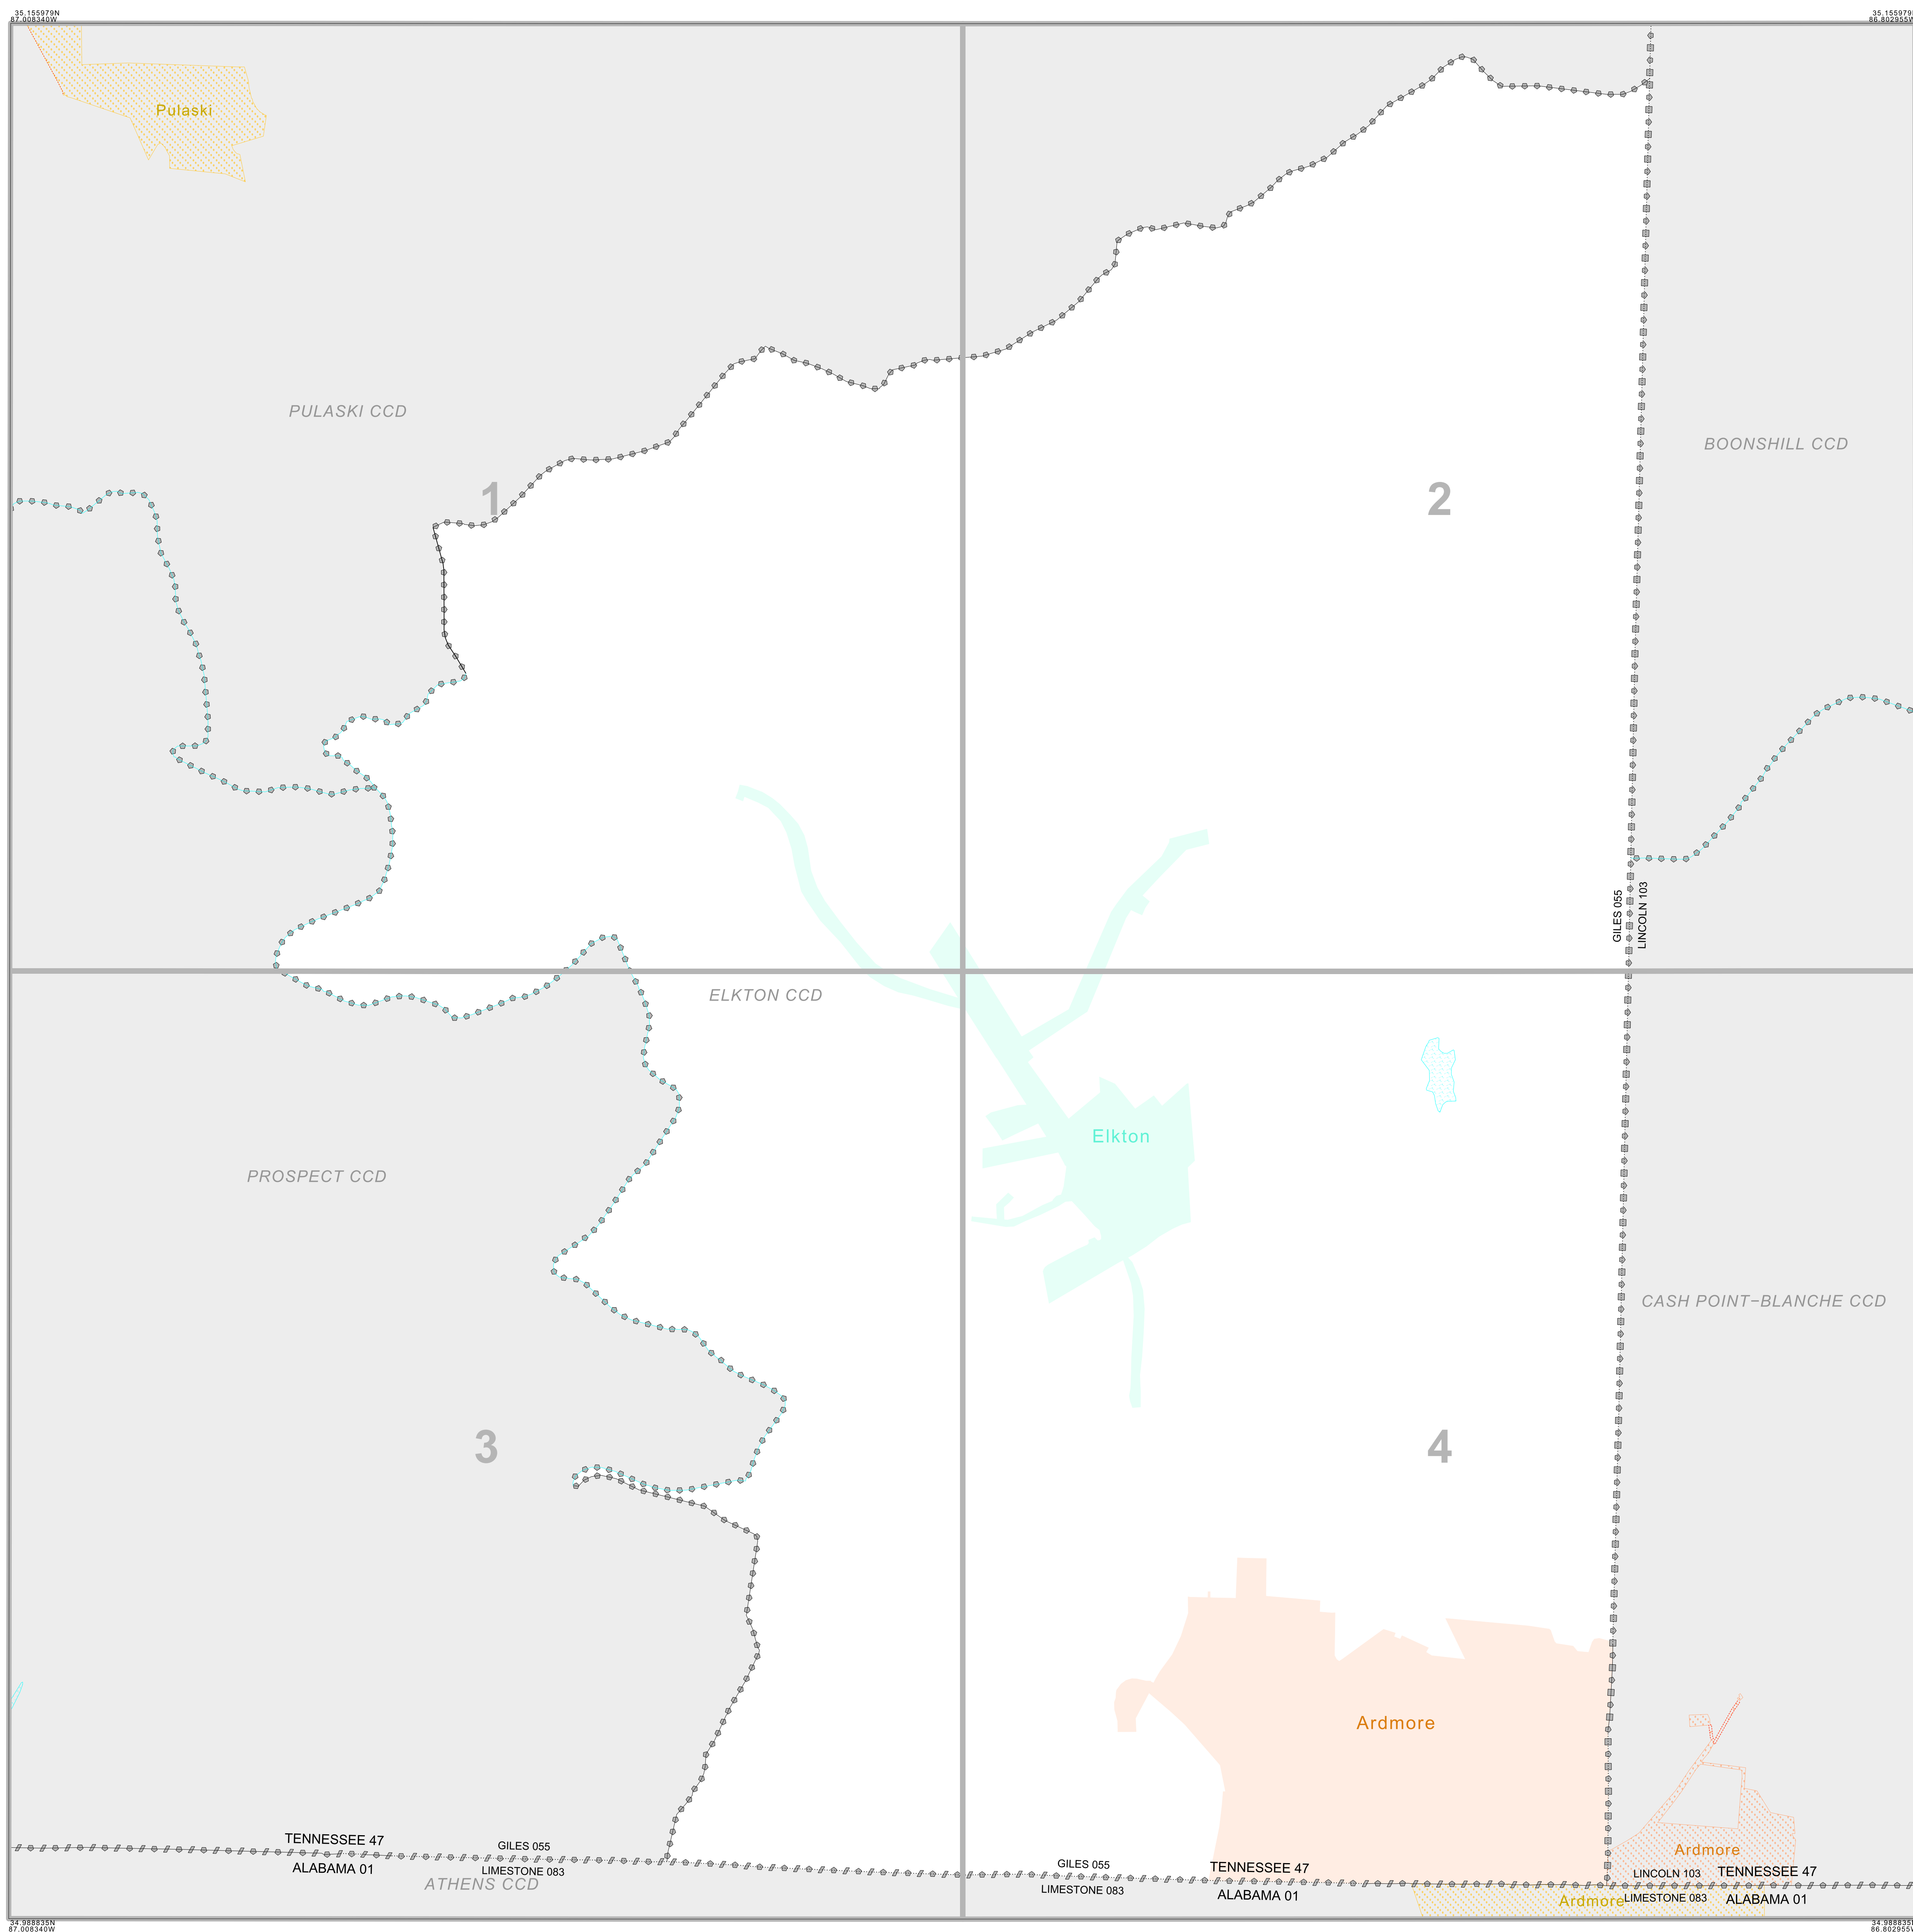 35.155979N
87.008340W
35.155979N
86.802955W
Pulaski
PULASKI CCD
BOONSHILL CCD
1
2
GILES 055
LINCOLN 103
ELKTON CCD
Elkton
PROSPECT CCD
CASH POINT−BLANCHE CCD
3
4
Ardmore
TENNESSEE 47
GILES 055
ALABAMA 01
LIMESTONE 083
ATHENS CCD
GILES 055
TENNESSEE 47
LIMESTONE 083
ALABAMA 01
Ardmore
LINCOLN 103
TENNESSEE 47
Ardmore
LIMESTONE 083
ALABAMA 01
34.988835N
87.008340W
34.988835N
86.802955W